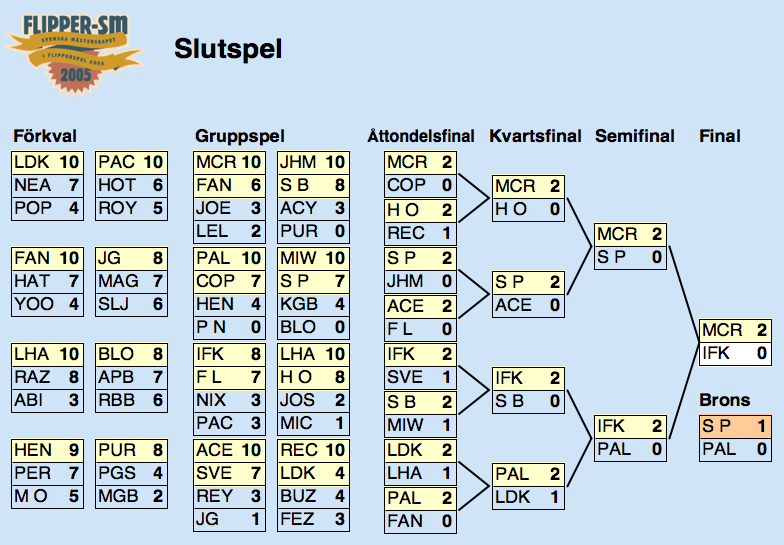 FLIPPER-SM
SVENSKA MÄSTERSKAPET
I FLIPPERSPEL 2005
2005
Slutspel
Förkval Gruppspel Åttondelsfinal Kvartsfinal Semifinal Final
LDK 10 PAC 10 MCR 10 JHM 10 MCR 2
NEA 7 HOT 6 FAN 6 S B 8 COP 0 MCR 2
POP 4 ROY 5 JOE 3 ACY 3 H O 2 H O 0
LEL 2 PUR 0 REC 1 MCR 2
FAN 10 JG 8 PAL 10 MIW 10 S P 2 S P 0
HAT 7 MAG 7 COP 7 S P 7 JHM 0 S P 2
YOO 4 SLJ 6 HEN 4 KGB 4 ACE 2 ACE 0
P N 0 BLO 0 F L 0 MCR 2
LHA 10 BLO 8 IFK 8 LHA 10 IFK 2 IFK 0
RAZ 8 APB 7 F L 7 H O 8 SVE 1 IFK 2
ABI 3 RBB 6 NIX 3 JOS 2 S B 2 S B 0 Brons
PAC 3 MIC 1 MIW 1 IFK 2 S P 1
HEN 9 PUR 8 ACE 10 REC 10 LDK 2 PAL 0 PAL 0
PER 7 PGS 4 SVE 7 LDK 4 LHA 1 PAL 2
M O 5 MGB 2 REY 3 BUZ 4 PAL 2 LDK 1
JG 1 FEZ 3 FAN 0